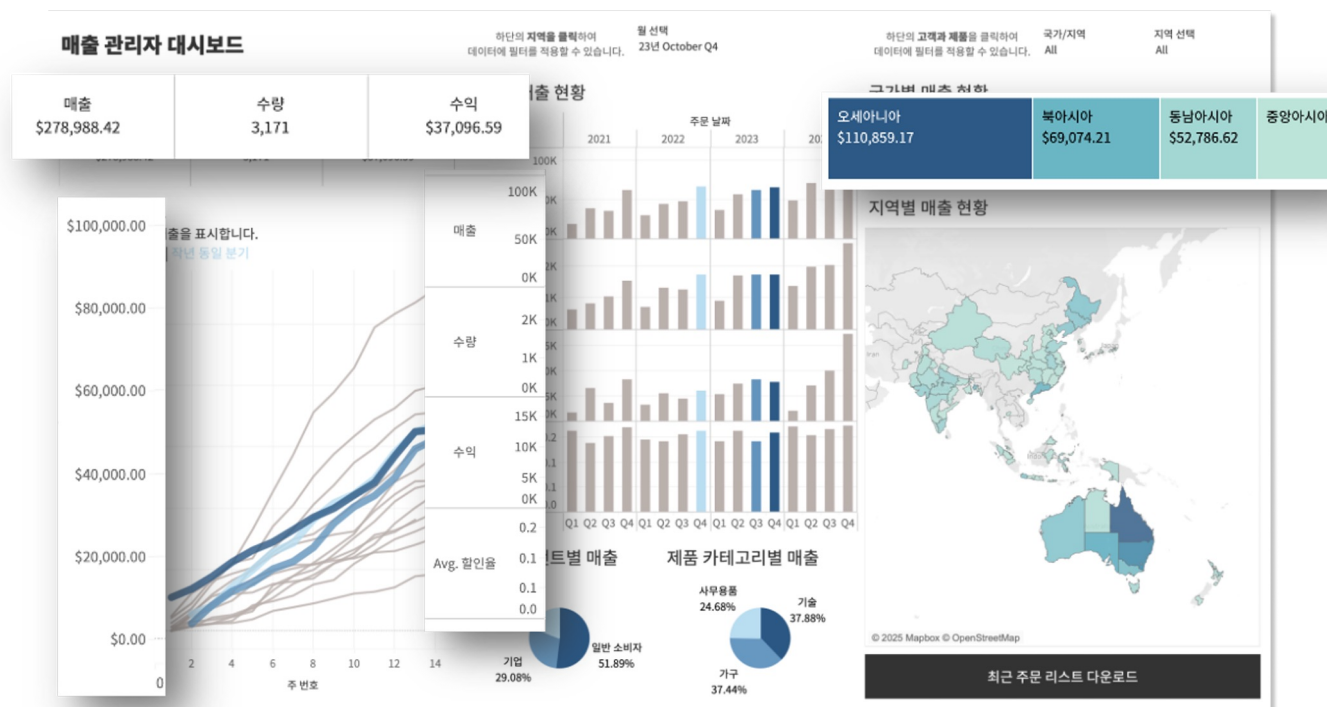 매출 관리자 대시보드
하단의 지역을 클릭하여
데이터에 필터를 적용할 수 있습니다.
월 선택
23년 October Q4
하단의 고객과 제품을 클릭하여
데이터에 필터를 적용할 수 있습니다.
국가/지역
All
지역 선택
All
매출
$278,988.42
수량
3,171
수익
$37,096.59
매출 현황
국가별 매출 현황
오세아니아
$110,859.17
북아시아
$69,074.21
동남아시아
$52,786.62
중앙아시아
주문 날짜
2021
2022
2023
100K
매출
100K
50K
0K
수량
2K
1K
0K
수익
15K
10K
5K
0K
Avg. 할인율
0.2
0.1
0.1
0.0
Q1 Q2 Q3 Q4 Q1 Q2 Q3 Q4 Q1 Q2 Q3 Q4 Q1 Q2 Q3 Q4
출을 표시합니다.
작년 동일 분기
$100,000.00
$80,000.00
$60,000.00
$40,000.00
$20,000.00
$0.00
0
2 4 6 8 10 12 14
주 번호
트별 매출
기업
29.08%
일반 소비자
51.89%
제품 카테고리별 매출
사무용품
24.68%
기술
37.88%
가구
37.44%
지역별 매출 현황
© 2025 Mapbox © OpenStreetMap
최근 주문 리스트 다운로드